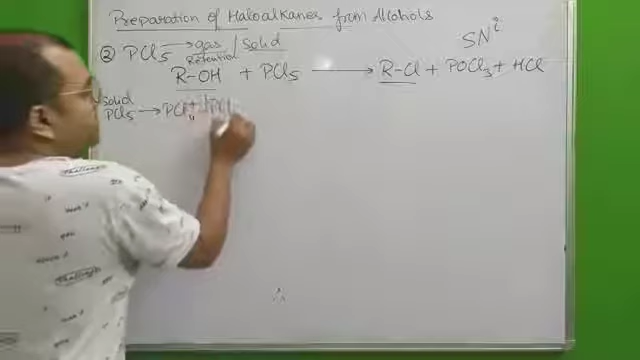 Preparation of Haloalkanes from Alcohols
② PCl₅ → gas / Solid
Retention
SNⁱ
R-OH + PCl₅ → R-Cl + POCl₃ + HCl
Solid
PCl₅ → PCl₄⁺ + PCl